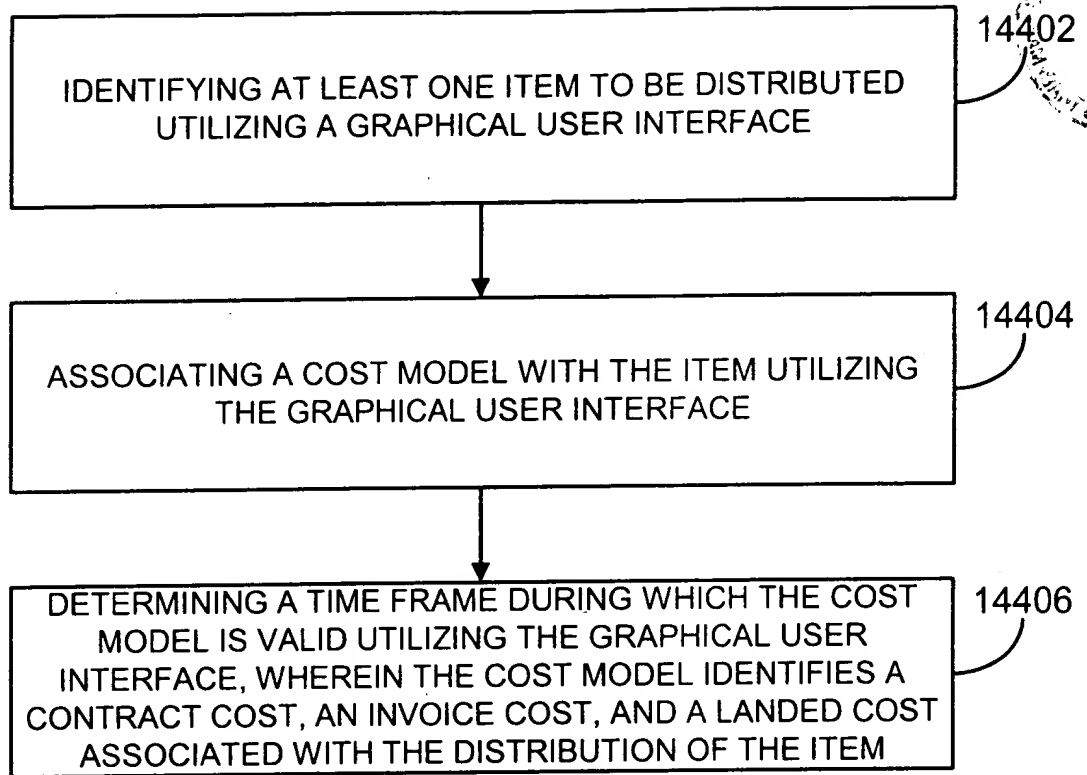 14402
IDENTIFYING AT LEAST ONE ITEM TO BE DISTRIBUTED
UTILIZING A GRAPHICAL USER INTERFACE
14404
ASSOCIATING A COST MODEL WITH THE ITEM UTILIZING
THE GRAPHICAL USER INTERFACE
14406
DETERMINING A TIME FRAME DURING WHICH THE COST
MODEL IS VALID UTILIZING THE GRAPHICAL USER
INTERFACE, WHEREIN THE COST MODEL IDENTIFIES A
CONTRACT COST, AN INVOICE COST, AND A LANDED COST
ASSOCIATED WITH THE DISTRIBUTION OF THE ITEM